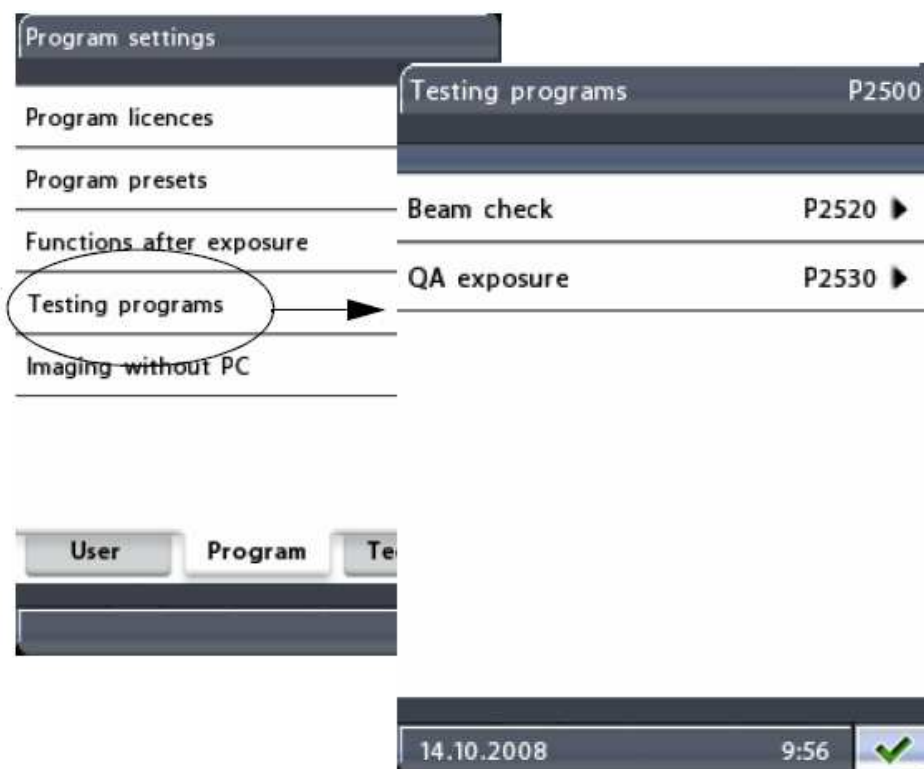 Program settings
Program licences
Program presets
Functions after exposure
Testing programs
Imaging without PC
User Program Te
Testing programs P2500
Beam check P2520
QA exposure P2530
14.10.2008 9:56